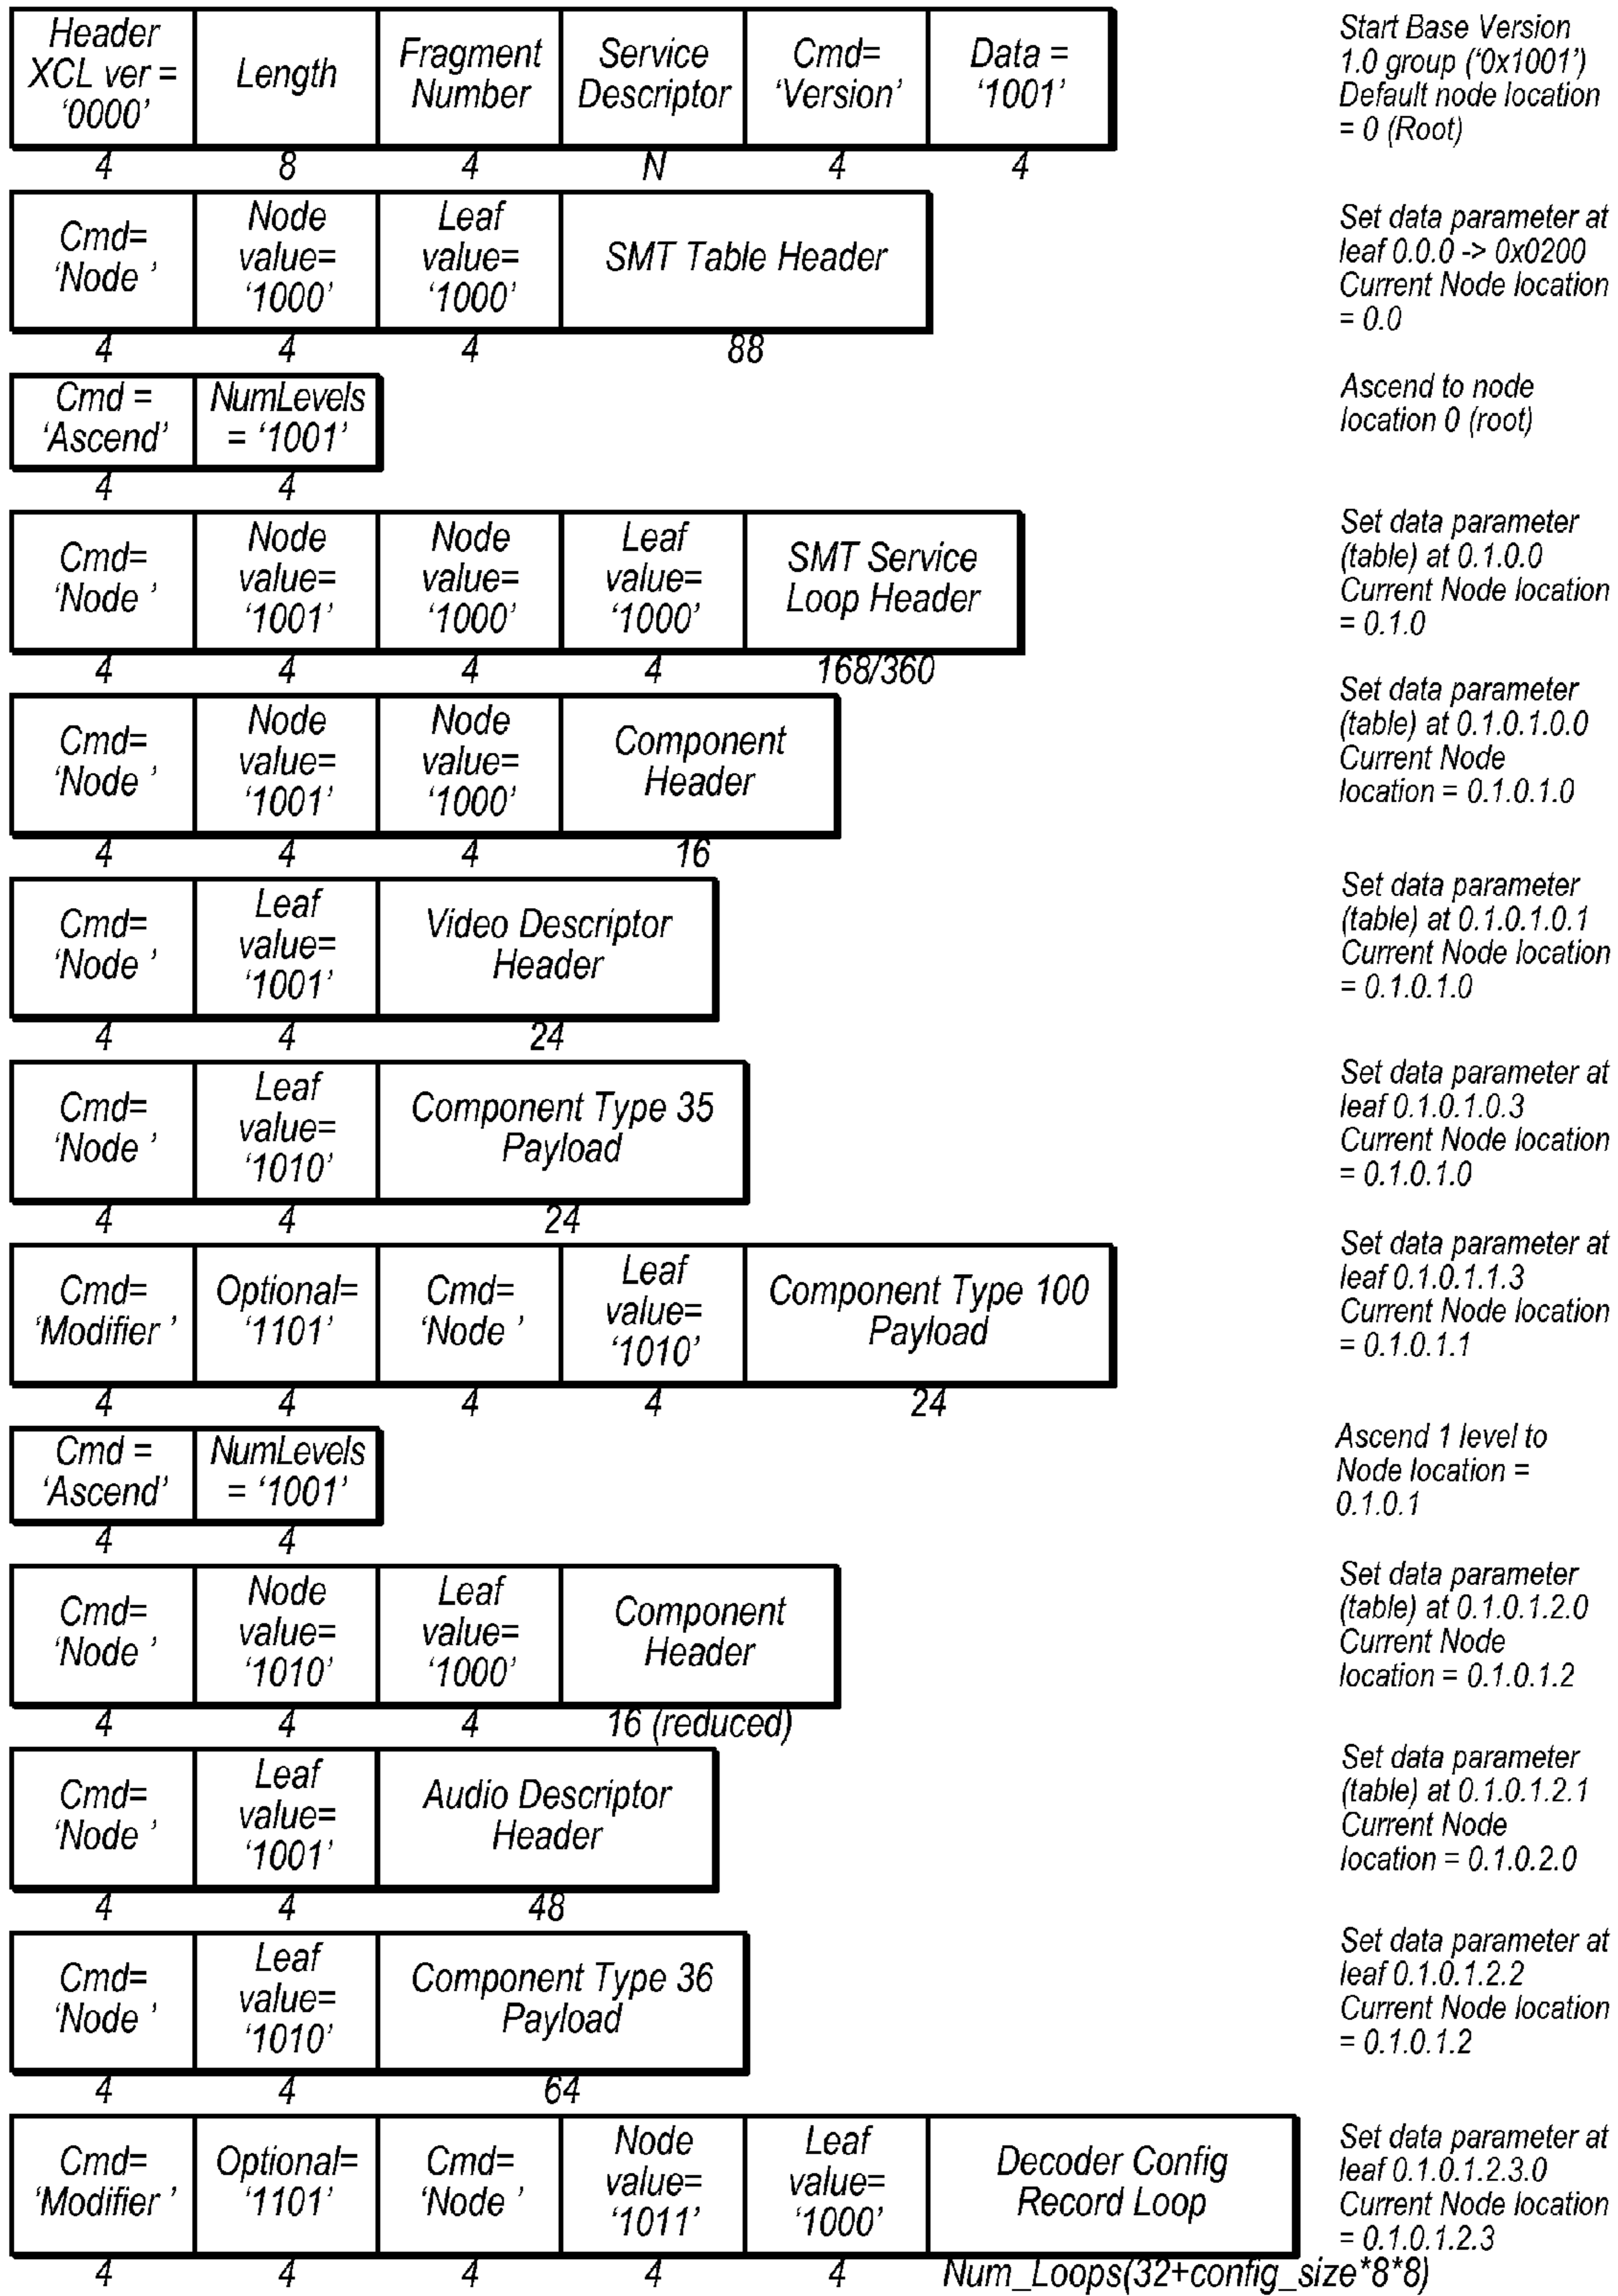 Header
XCL ver =
‘0000’
Length
Fragment
Number
Service
Descriptor
Cmd=
‘Version’
Data =
‘1001’
4
8
4
N
4
4
Start Base Version
1.0 group (‘0x1001’)
Default node location
= 0 (Root)
Cmd=
‘Node ’
Node
value=
‘1000’
Leaf
value=
‘1000’
SMT Table Header
4
4
4
88
Set data parameter at
leaf 0.0.0 -> 0x0200
Current Node location
= 0.0
Cmd =
‘Ascend’
NumLevels
= ‘1001’
4
4
Ascend to node
location 0 (root)
Cmd=
‘Node ’
Node
value=
‘1001’
Node
value=
‘1000’
Leaf
value=
‘1000’
SMT Service
Loop Header
4
4
4
4
168/360
Set data parameter
(table) at 0.1.0.0
Current Node location
= 0.1.0
Cmd=
‘Node ’
Node
value=
‘1001’
Node
value=
‘1000’
Component
Header
4
4
4
16
Set data parameter
(table) at 0.1.0.1.0.0
Current Node
location = 0.1.0.1.0
Cmd=
‘Node ’
Leaf
value=
‘1001’
Video Descriptor
Header
4
4
24
Set data parameter
(table) at 0.1.0.1.0.1
Current Node location
= 0.1.0.1.0
Cmd=
‘Node ’
Leaf
value=
‘1010’
Component Type 35
Payload
4
4
24
Set data parameter at
leaf 0.1.0.1.0.3
Current Node location
= 0.1.0.1.0
Cmd=
‘Modifier ’
Optional=
‘1101’
Cmd=
‘Node ’
Leaf
value=
‘1010’
Component Type 100
Payload
4
4
4
4
24
Set data parameter at
leaf 0.1.0.1.1.3
Current Node location
= 0.1.0.1.1
Cmd =
‘Ascend’
NumLevels
= ‘1001’
4
4
Ascend 1 level to
Node location =
0.1.0.1
Cmd=
‘Node ’
Node
value=
‘1010’
Leaf
value=
‘1000’
Component
Header
4
4
4
16 (reduced)
Set data parameter
(table) at 0.1.0.1.2.0
Current Node
location = 0.1.0.1.2
Cmd=
‘Node ’
Leaf
value=
‘1001’
Audio Descriptor
Header
4
4
48
Set data parameter
(table) at 0.1.0.1.2.1
Current Node
location = 0.1.0.2.0
Cmd=
‘Node ’
Leaf
value=
‘1010’
Component Type 36
Payload
4
4
64
Set data parameter at
leaf 0.1.0.1.2.2
Current Node location
= 0.1.0.1.2
Cmd=
‘Modifier ’
Optional=
‘1101’
Cmd=
‘Node ’
Node
value=
‘1011’
Leaf
value=
‘1000’
Decoder Config
Record Loop
4
4
4
4
4
Num_Loops(32+config_size*8*8)
Set data parameter at
leaf 0.1.0.1.2.3.0
Current Node location
= 0.1.0.1.2.3